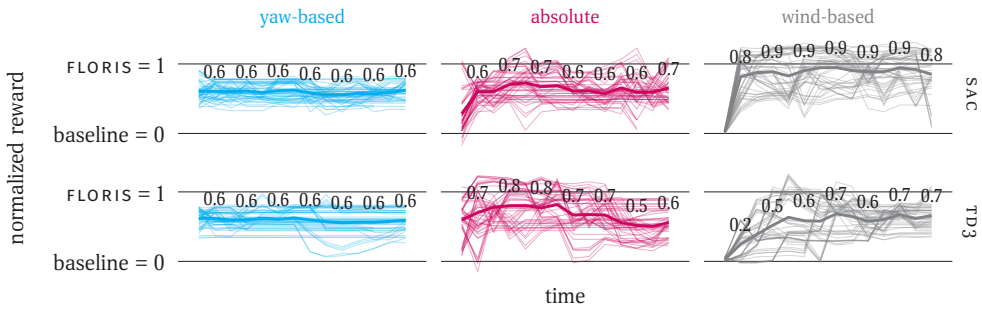 yaw-based absolute wind-based
normalized reward
FLORIS = 1
baseline = 0
0.6 0.6 0.6 0.6 0.6 0.6 0.6
0.6 0.7 0.7 0.6 0.6 0.6 0.7
0.8 0.9 0.9 0.9 0.9 0.9 0.8
SAC
FLORIS = 1
baseline = 0
0.6 0.6 0.6 0.6 0.6 0.6 0.6
0.7 0.8 0.8 0.7 0.7 0.5 0.6
0.2 0.5 0.6 0.7 0.6 0.7 0.7
TD3
time